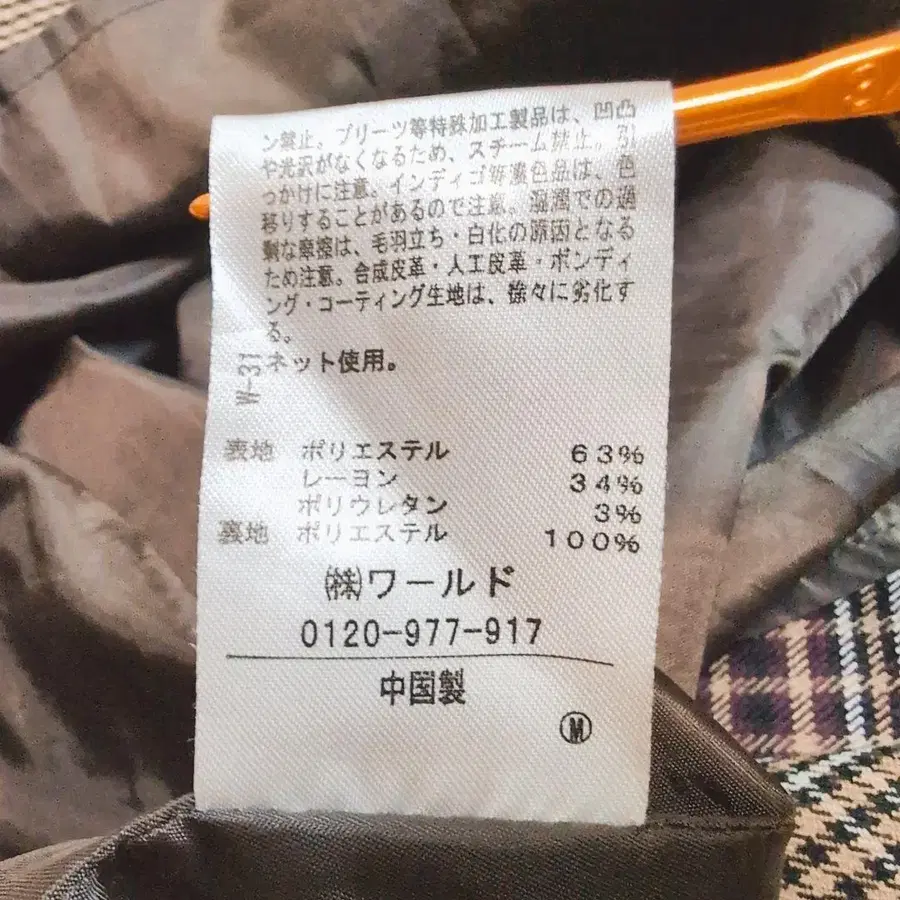 ン禁止。プリーツ等特殊加工製品は、凹凸
や光沢がなくなるため、スチーム禁止。引
っかけに注意。インディゴ等濃色品は、色
移りすることがあるので注意。湿潤での過
剰な摩擦は、毛羽立ち・白化の原因となる
ため注意。合成皮革・人工皮革・ボンディ
ング・コーティング生地は、徐々に劣化す
る。
ネット使用。
W-31
表地 ポリエステル 63%
レーヨン 34%
ポリウレタン 3%
裏地 ポリエステル 100%
㈱ワールド
0120-977-917
中国製
Ⓜ